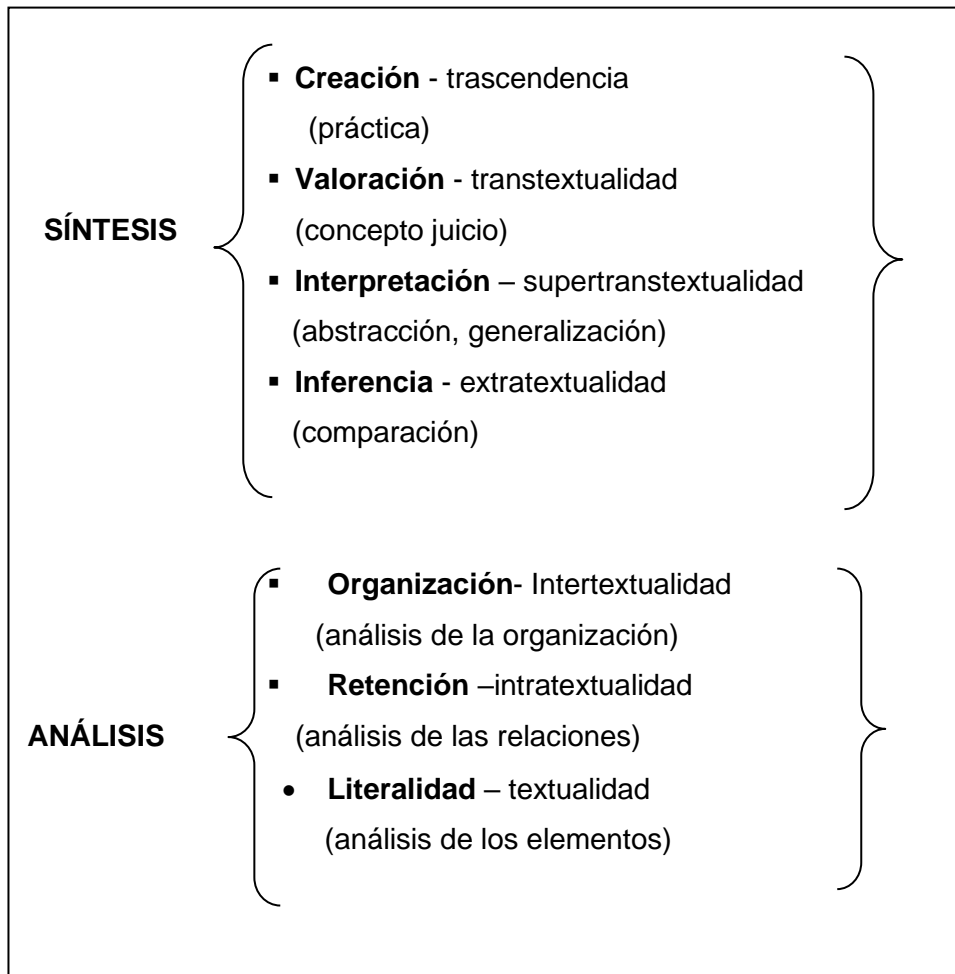 ▪ Creación - trascendencia
(práctica)
▪ Valoración - transtextualidad
SÍNTESIS
(concepto juicio)
▪ Interpretación – supertranstextualidad
(abstracción, generalización)
▪ Inferencia - extratextualidad
(comparación)
▪ Organización- Intertextualidad
(análisis de la organización)
▪ Retención –intratextualidad
ANÁLISIS
(análisis de las relaciones)
• Literalidad – textualidad
(análisis de los elementos)